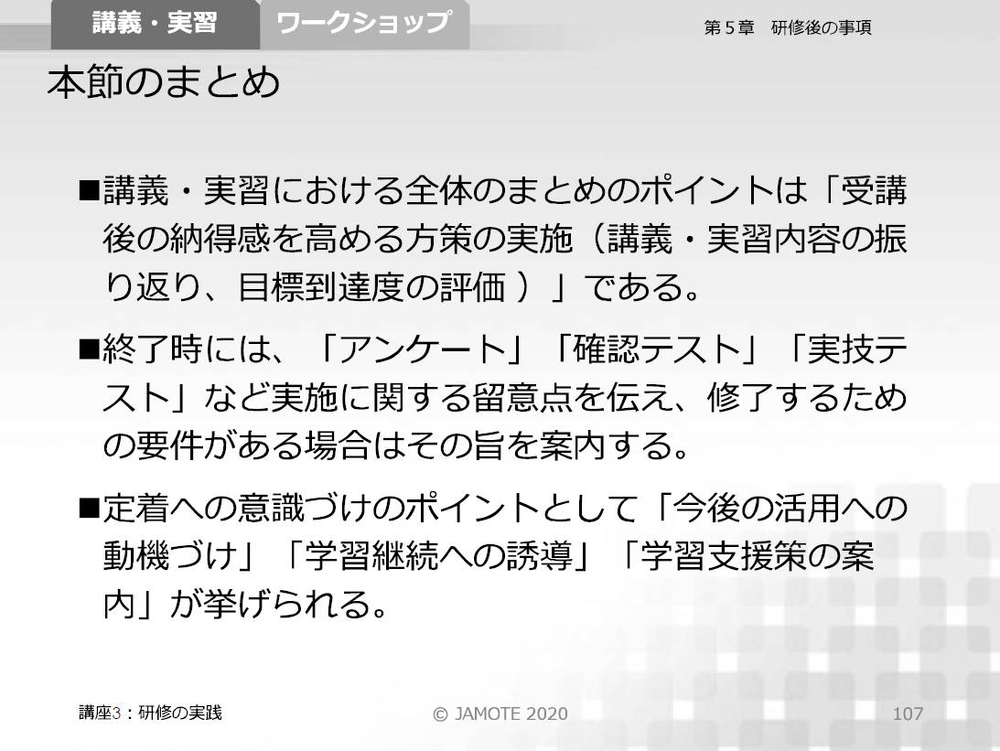 講義・実習
ワークショップ
第５章　研修後の事項
本節のまとめ
■講義・実習における全体のまとめのポイントは「受講
後の納得感を高める方策の実施（講義・実習内容の振
り返り、目標到達度の評価 ）」である。
■終了時には、「アンケート」「確認テスト」「実技テ
スト」など実施に関する留意点を伝え、修了するため
の要件がある場合はその旨を案内する。
■定着への意識づけのポイントとして「今後の活用への
動機づけ」「学習継続への誘導」「学習支援策の案
内」が挙げられる。
講座3：研修の実践
© JAMOTE 2020
107